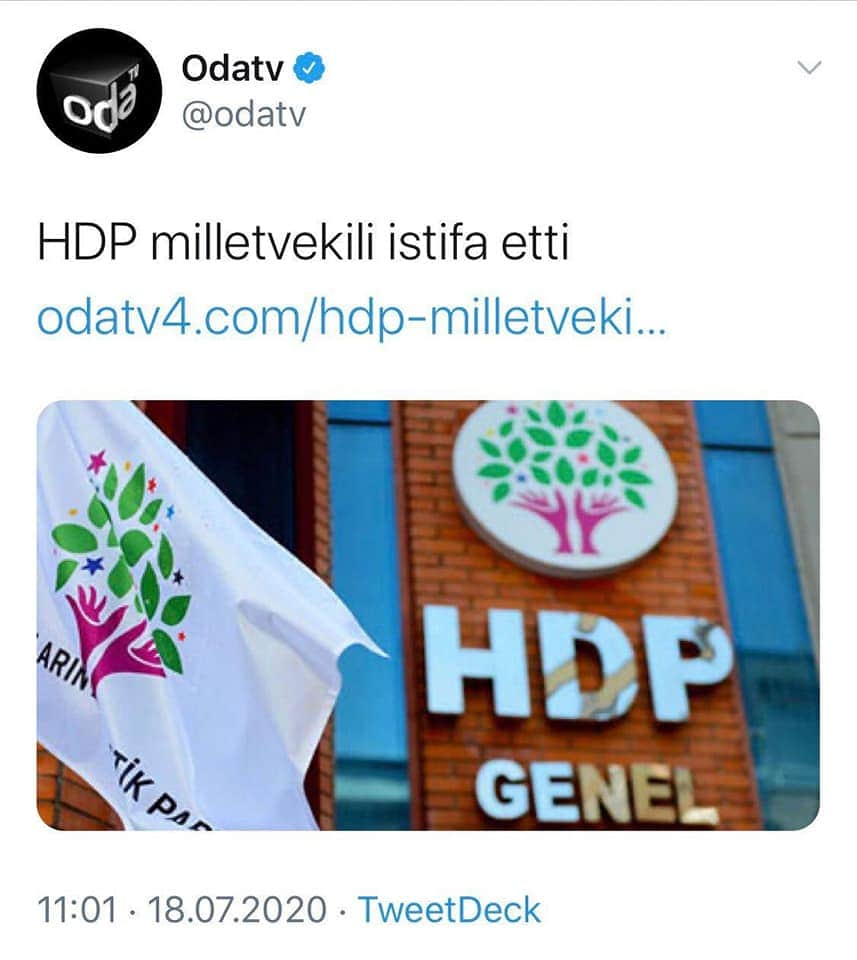 oda TV
Odatv
@odatv
HDP milletvekili istifa etti
odatv4.com/hdp-milletveki...
ARIN
TİK PAR
HDP
GENEL
11:01 · 18.07.2020 · TweetDeck